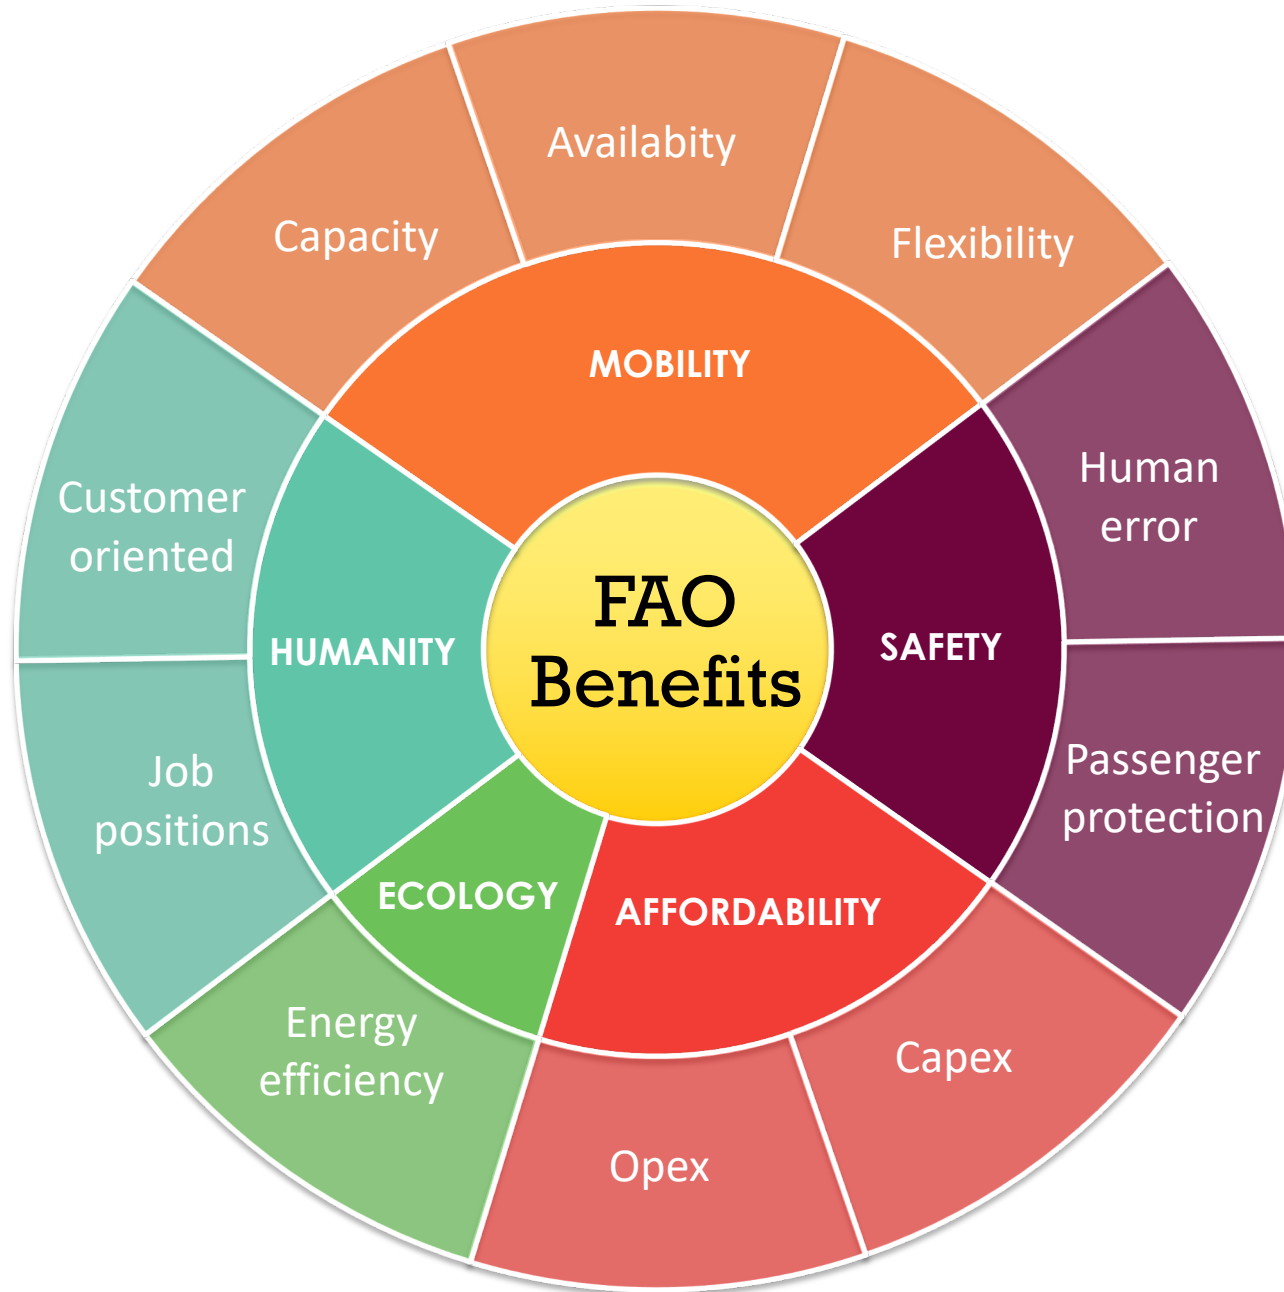 Availabity
Capacity
Flexibility
MOBILITY
Human
error
Customer
oriented
FAO
Benefits
HUMANITY
SAFETY
Passenger
protection
Job
positions
ECOLOGY
AFFORDABILITY
Energy
efficiency
Capex
Opex